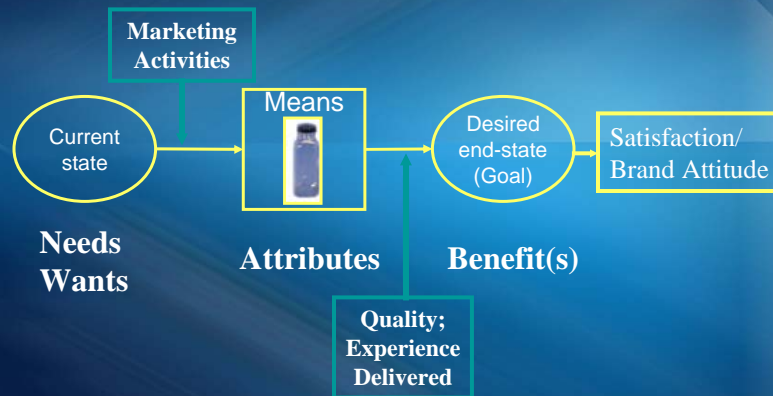 Marketing
Activities
Current
state
Means
Desired
end-state
(Goal)
Satisfaction/
Brand Attitude
Needs
Wants
Attributes
Benefit(s)
Quality;
Experience
Delivered